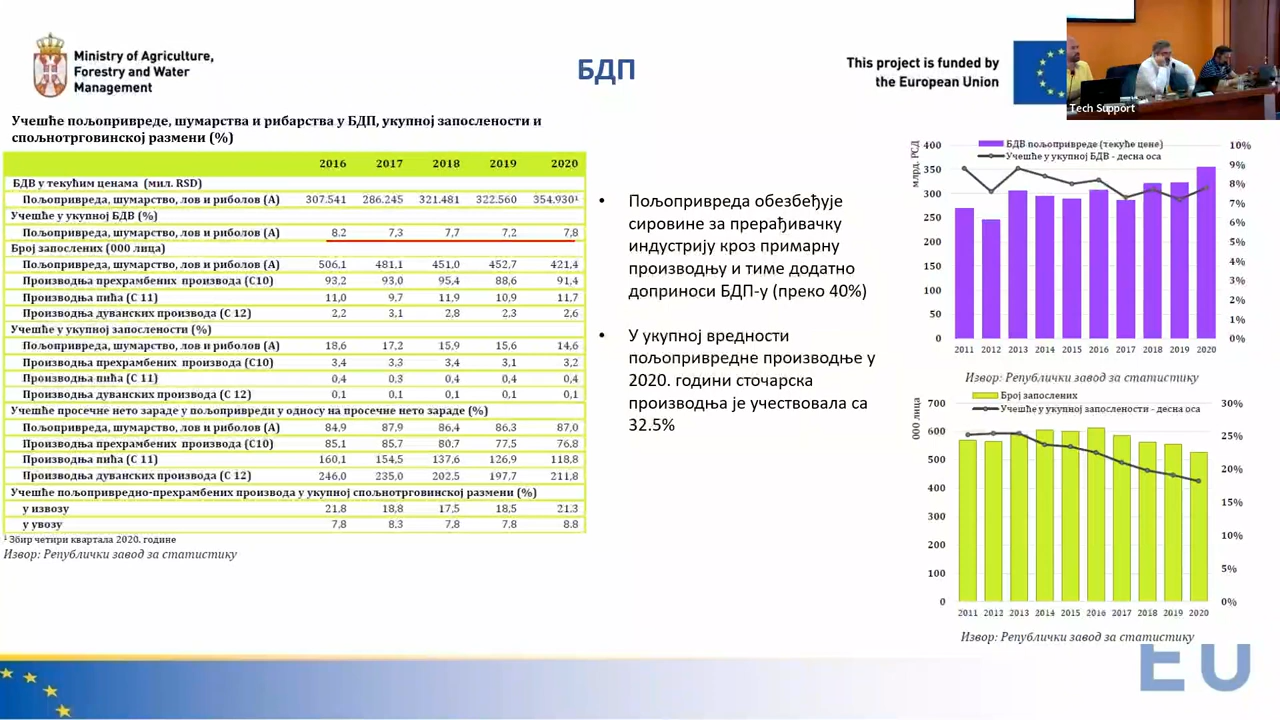 Ministry of Agriculture,
Forestry and Water
Management
БДП
This project is funded by
the European Union
Tech Support
Учешће пољопривреде, шумарства и рибарства у БДП, укупној запослености и
спољнотрговинској размени (%)
2016 2017 2018 2019 2020
БДВ у текућим ценама (мил. RSD)
Пољопривреда, шумарство, лов и риболов (А) 307.541 286.245 321.481 322.560 354.930¹
Учешће у укупној БДВ (%)
Пољопривреда, шумарство, лов и риболов (А) 8.2 7,3 7.7 7.2 7,8
Број запослених (000 лица)
Пољопривреда, шумарство, лов и риболов (А) 506,1 481,1 451,0 452,7 421,4
Производња прехрамбених производа (С10) 93,2 93,0 95,4 88,6 91,4
Производња пића (С 11) 11,0 9.7 11,9 10,9 11.7
Производња дуванских производа (С 12) 2,2 3,1 2,8 2.3 2.6
Учешће у укупној запослености (%)
Пољопривреда, шумарство, лов и риболов (А) 18,6 17,2 15,9 15,6 14,6
Производња прехрамбених производа (С10) 3,4 3,3 3,4 3,1 3,2
Производња пића (С 11) 0,4 0.3 0,4 0,4 0,4
Производња дуванских производа (С 12) 0,1 0,1 0,1 0,1 0,1
Учешће просечне нето зараде у пољопривреди у односу на просечне нето зараде (%)
Пољопривреда, шумарство, лов и риболов (А) 84,9 87,9 86,4 86,3 87,0
Производња прехрамбених производа (С10) 85,1 85,7 80,7 77,5 76,8
Производња пића (С 11) 160,1 154,5 137,6 126,9 118,8
Производња дуванских производа (С 12) 246,0 235,0 202.5 197.7 211,8
Учешће пољопривредно-прехрамбених производа у укупној спољнотрговинској размени (%)
у извозу 21.8 18,8 17,5 18,5 21.3
у увозу 7,8 8.3 7,8 7.8 8.8
¹ Збир четири квартала 2020. године
Извор: Републички завод за статистику
• Пољопривреда обезбеђује
сировине за прерађивачку
индустрију кроз примарну
производњу и тиме додатно
доприноси БДП-у (преко 40%)
• У укупној вредности
пољопривредне производње у
2020. години сточарска
производња је учествовала са
32.5%
млрд. РСД
БДВ пољопривреде (текуће цене)
Учешће у укупној БДВ - десна оса
400 10%
350 9%
300 8%
250 7%
200 6%
150 5%
100 4%
50 3%
0 2%
1%
0%
2011 2012 2013 2014 2015 2016 2017 2018 2019 2020
Извор: Републички завод за статистику
000 лица
Број запослених
Учешће у укупној запослености - десна оса
700 30%
600 25%
500 20%
400 15%
300 10%
200 5%
100 0%
0
2011 2012 2013 2014 2015 2016 2017 2018 2019 2020
Извор: Републички завод за статистику
EU